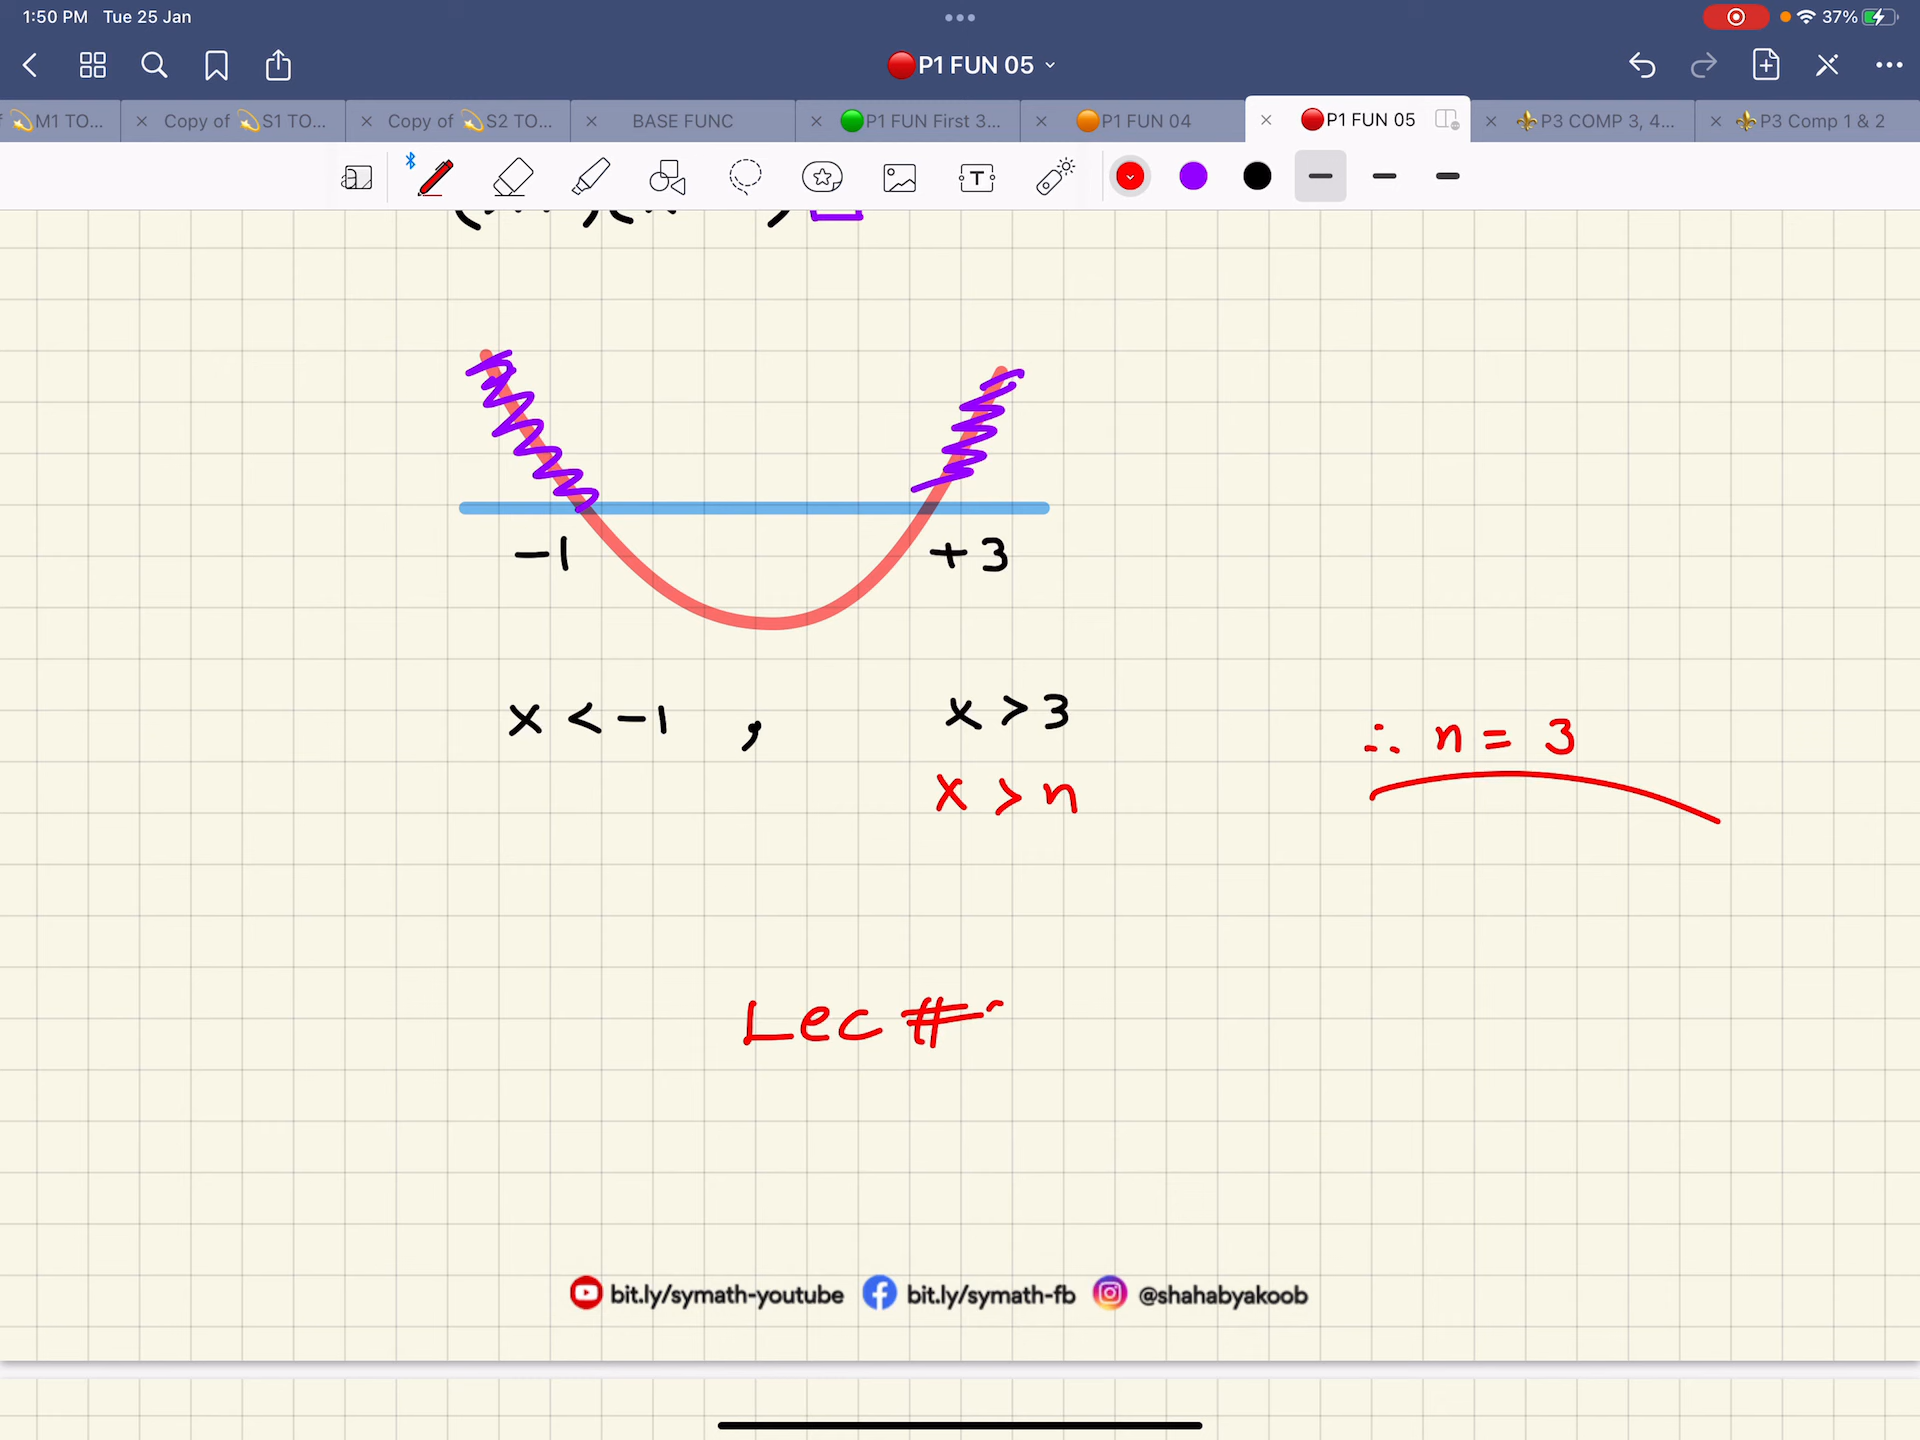 1:50 PM Tue 25 Jan
37%
P1 FUN 05
M1 TO...
Copy of S1 TO...
Copy of S2 TO...
BASE FUNC
P1 FUN First 3...
P1 FUN 04
P1 FUN 05
P3 COMP 3, 4...
P3 Comp 1 & 2
-1
+3
x < -1 , x > 3
∴ n = 3
x > n
Lec #
bit.ly/symath-youtube bit.ly/symath-fb @shahabyakoob